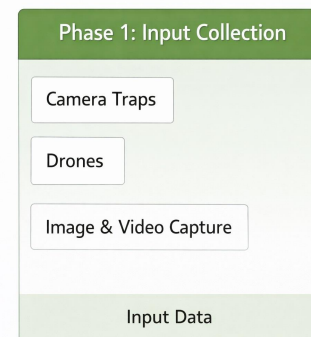 Phase 1: Input Collection
Camera Traps
Drones
Image & Video Capture
Input Data